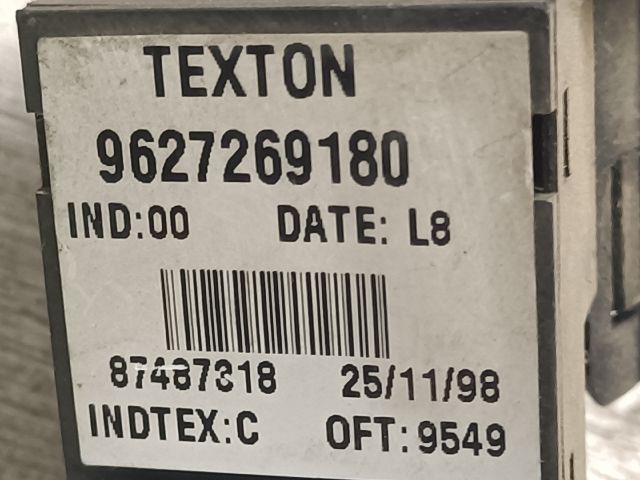 TEXTON
9627269180
IND:00 DATE: L8
87487318 25/11/98
INDTEX:C OFT:9549